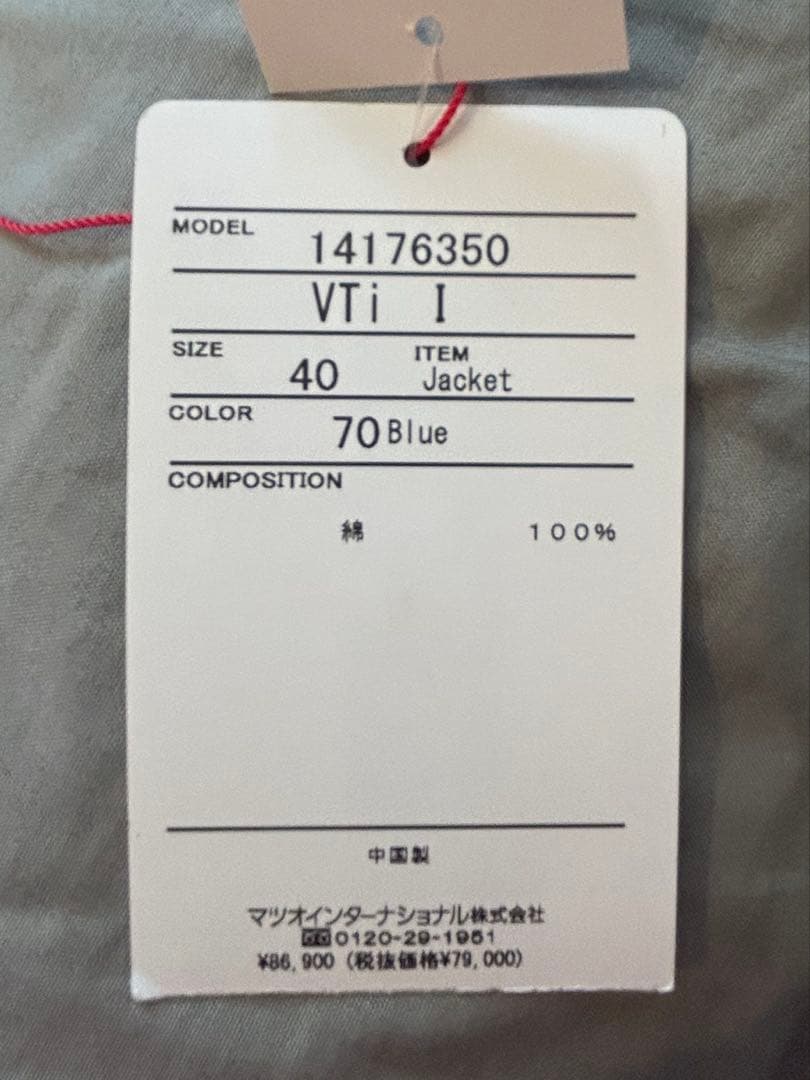 MODEL 14176350
VTi I
SIZE 40 ITEM Jacket
COLOR 70 Blue
COMPOSITION
綿 100%
中国製
マツオインターナショナル株式会社
0120-29-1951
¥86,900 (税抜価格¥79,000)